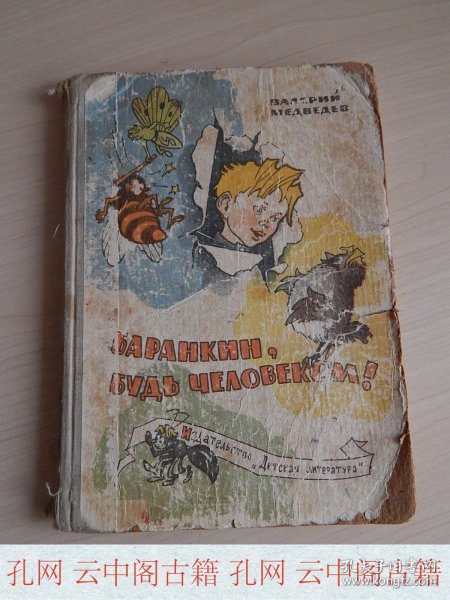 ВАЛЕРИЙ
МЕДВЕДЕВ
БАРАНКИН,
БУДЬ ЧЕЛОВЕКОМ!
Издательство „Детская литература"
孔网 云中阁古籍 孔网 云中阁古籍